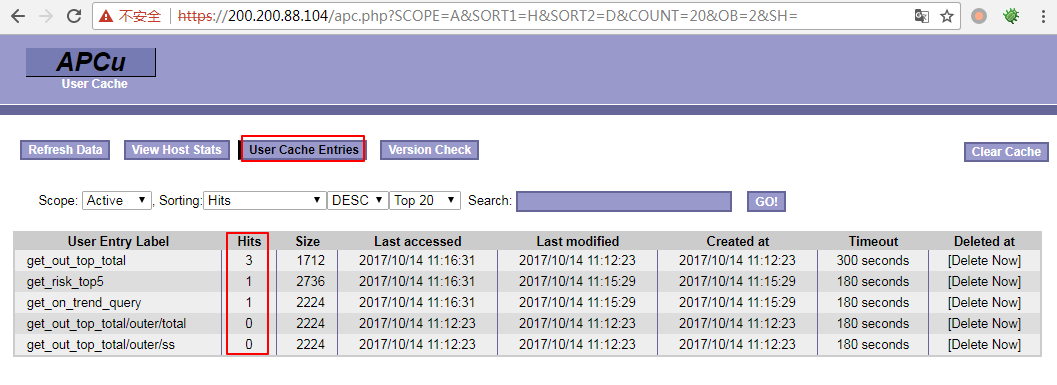 不安全 https://200.200.88.104/apc.php?SCOPE=A&SORT1=H&SORT2=D&COUNT=20&OB=2&SH=
APCu
User Cache
Refresh Data View Host Stats User Cache Entries Version Check Clear Cache
Scope: Active , Sorting: Hits DESC Top 20 Search: GO!
User Entry Label Hits Size Last accessed Last modified Created at Timeout Deleted at
get_out_top_total 3 1712 2017/10/14 11:16:31 2017/10/14 11:12:23 2017/10/14 11:12:23 300 seconds [Delete Now]
get_risk_top5 1 2736 2017/10/14 11:16:31 2017/10/14 11:15:29 2017/10/14 11:15:29 180 seconds [Delete Now]
get_on_trend_query 1 2224 2017/10/14 11:16:31 2017/10/14 11:15:29 2017/10/14 11:15:29 180 seconds [Delete Now]
get_out_top_total/outer/total 0 2224 2017/10/14 11:12:23 2017/10/14 11:12:23 2017/10/14 11:12:23 180 seconds [Delete Now]
get_out_top_total/outer/ss 0 2224 2017/10/14 11:12:23 2017/10/14 11:12:23 2017/10/14 11:12:23 180 seconds [Delete Now]